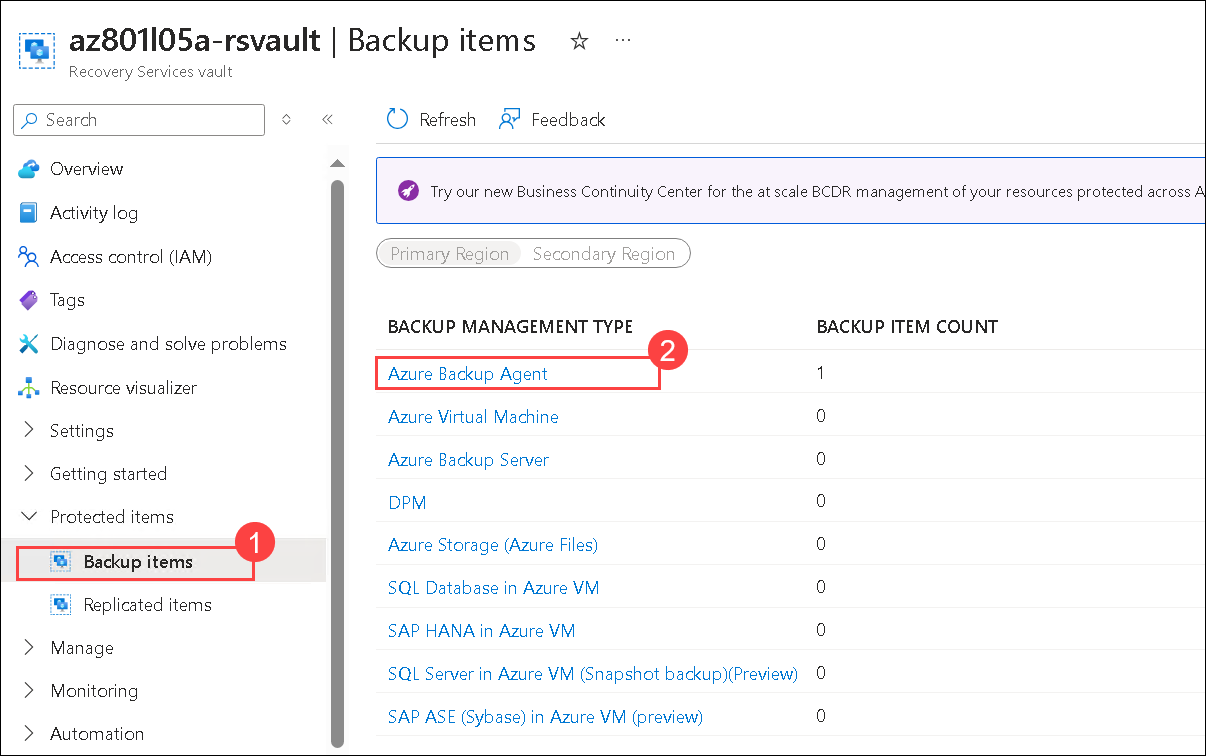 az801l05a-rsvault | Backup items ☆ ...
Recovery Services vault
Search
Refresh
Feedback
Overview
Activity log
Access control (IAM)
Tags
Diagnose and solve problems
Resource visualizer
Settings
Getting started
Protected items
1
Backup items
Replicated items
Manage
Monitoring
Automation
Try our new Business Continuity Center for the at scale BCDR management of your resources protected across A
Primary Region Secondary Region
BACKUP MANAGEMENT TYPE BACKUP ITEM COUNT
2
Azure Backup Agent 1
Azure Virtual Machine 0
Azure Backup Server 0
DPM 0
Azure Storage (Azure Files) 0
SQL Database in Azure VM 0
SAP HANA in Azure VM 0
SQL Server in Azure VM (Snapshot backup)(Preview) 0
SAP ASE (Sybase) in Azure VM (preview) 0